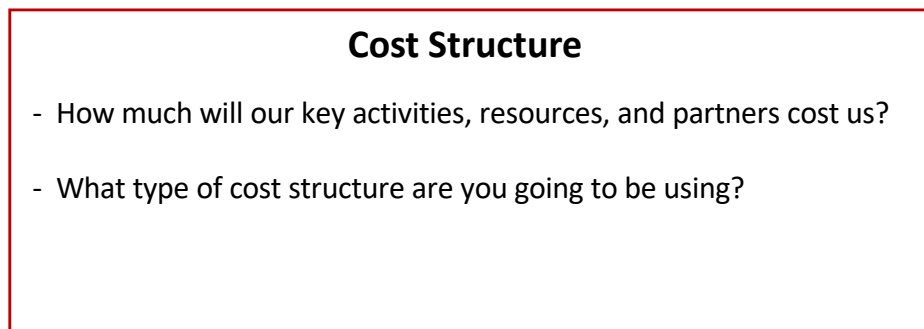 Cost Structure
- How much will our key activities, resources, and partners cost us?
- What type of cost structure are you going to be using?